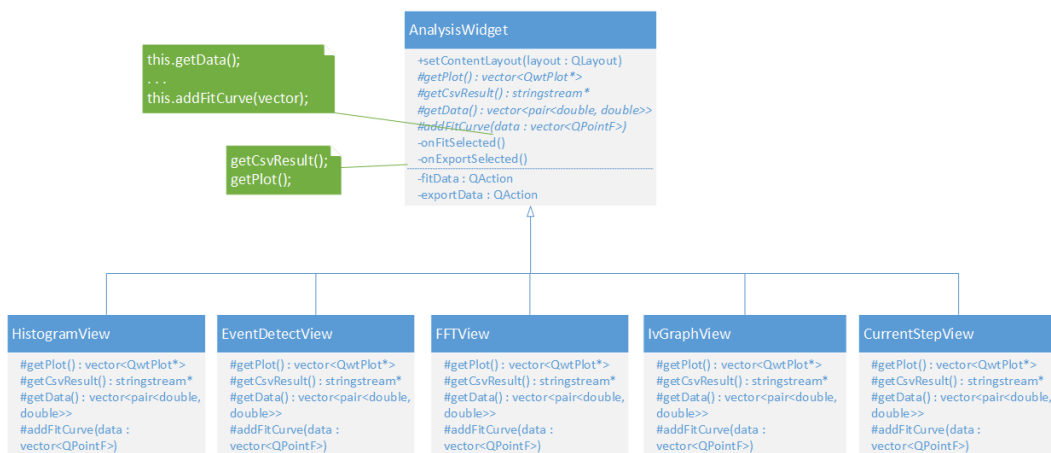 AnalysisWidget
this.getData();
. . .
this.addFitCurve(vector);
getCsvResult();
getPlot();
+setContentLayout(layout : QLayout)
#getPlot() : vector<QwtPlot*>
#getCsvResult() : stringstream*
#getData() : vector<pair<double, double>>
#addFitCurve(data : vector<QPointF>)
-onFitSelected()
-onExportSelected()
-fitData : QAction
-exportData : QAction
HistogramView
#getPlot() : vector<QwtPlot*>
#getCsvResult() : stringstream*
#getData() : vector<pair<double,
double>>
#addFitCurve(data :
vector<QPointF>)
EventDetectView
#getPlot() : vector<QwtPlot*>
#getCsvResult() : stringstream*
#getData() : vector<pair<double,
double>>
#addFitCurve(data :
vector<QPointF>)
FFTView
#getPlot() : vector<QwtPlot*>
#getCsvResult() : stringstream*
#getData() : vector<pair<double,
double>>
#addFitCurve(data :
vector<QPointF>)
IvGraphView
#getPlot() : vector<QwtPlot*>
#getCsvResult() : stringstream*
#getData() : vector<pair<double,
double>>
#addFitCurve(data :
vector<QPointF>)
CurrentStepView
#getPlot() : vector<QwtPlot*>
#getCsvResult() : stringstream*
#getData() : vector<pair<double,
double>>
#addFitCurve(data :
vector<QPointF>)